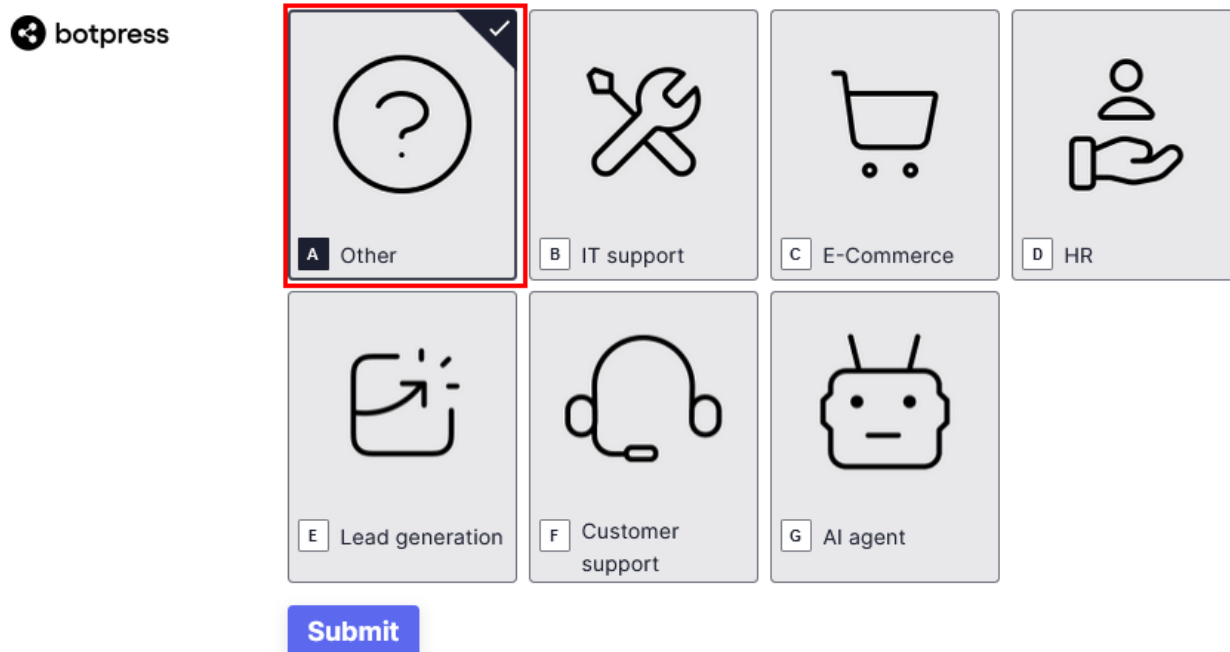 botpress
A Other
B IT support
C E-Commerce
D HR
E Lead generation
F Customer
support
G AI agent
Submit